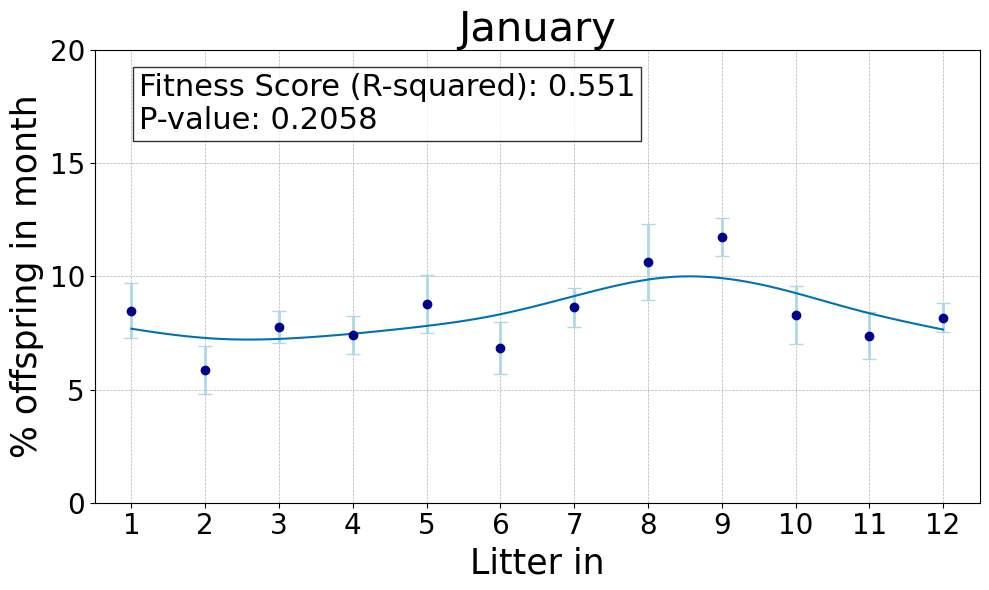 January
Fitness Score (R-squared): 0.551
P-value: 0.2058
% offspring in month
20
15
10
5
0
1 2 3 4 5 6 7 8 9 10 11 12
Litter in